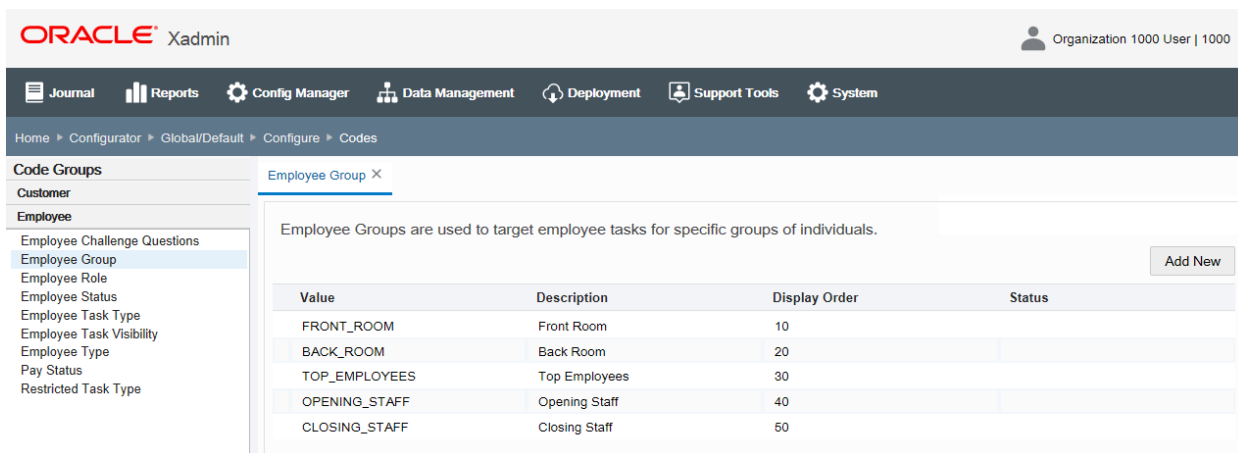 ORACLE® Xadmin
Organization 1000 User | 1000
Journal Reports Config Manager Data Management Deployment Support Tools System
Home ▸ Configurator ▸ Global/Default ▸ Configure ▸ Codes
Code Groups
Customer
Employee
Employee Challenge Questions
Employee Group
Employee Role
Employee Status
Employee Task Type
Employee Task Visibility
Employee Type
Pay Status
Restricted Task Type
Employee Group ×
Employee Groups are used to target employee tasks for specific groups of individuals.
Add New
Value Description Display Order Status
FRONT_ROOM Front Room 10
BACK_ROOM Back Room 20
TOP_EMPLOYEES Top Employees 30
OPENING_STAFF Opening Staff 40
CLOSING_STAFF Closing Staff 50